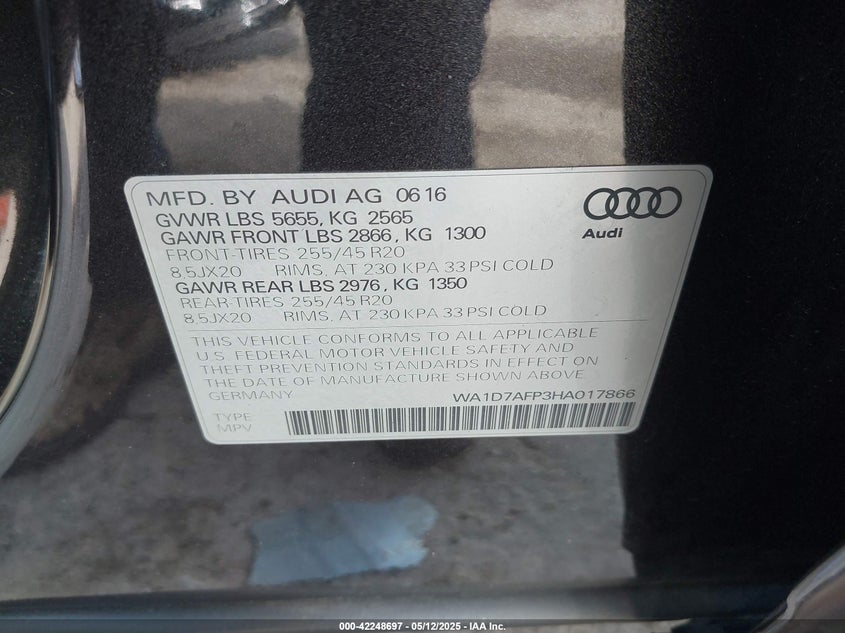 MFD. BY AUDI AG 06 16
GVWR LBS 5655, KG 2565
GAWR FRONT LBS 2866, KG 1300
FRONT-TIRES 255/45 R20
8,5JX20 RIMS, AT 230 KPA 33 PSI COLD
GAWR REAR LBS 2976, KG 1350
REAR-TIRES 255/45 R20
8,5JX20 RIMS, AT 230 KPA 33 PSI COLD
Audi
THIS VEHICLE CONFORMS TO ALL APPLICABLE
U.S. FEDERAL MOTOR VEHICLE SAFETY AND
THEFT PREVENTION STANDARDS IN EFFECT ON
THE DATE OF MANUFACTURE SHOWN ABOVE
GERMANY WA1D7AFP3HA017866
TYPE
MPV
000-42248697 - 05/12/2025 - IAA Inc.